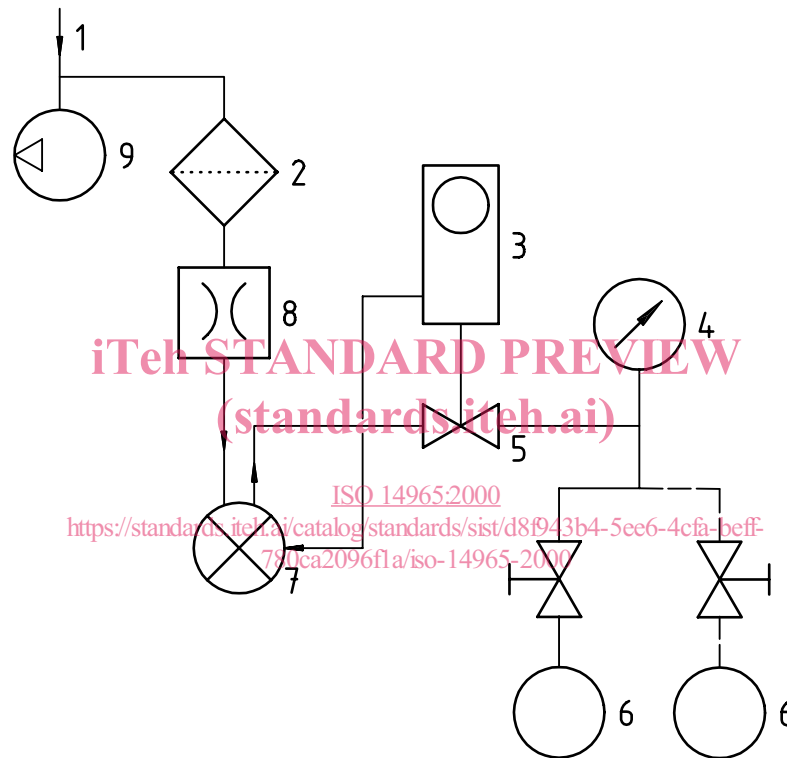 1
9
2
3
8
4
iTeh STANDARD PREVIEW
(standards.iteh.ai)
5
ISO 14965:2000
https://standards.iteh.ai/catalog/standards/sist/d8f943b4-5ee6-4cfa-beff-
780ca2096f1a/iso-14965-2000
7
6
6